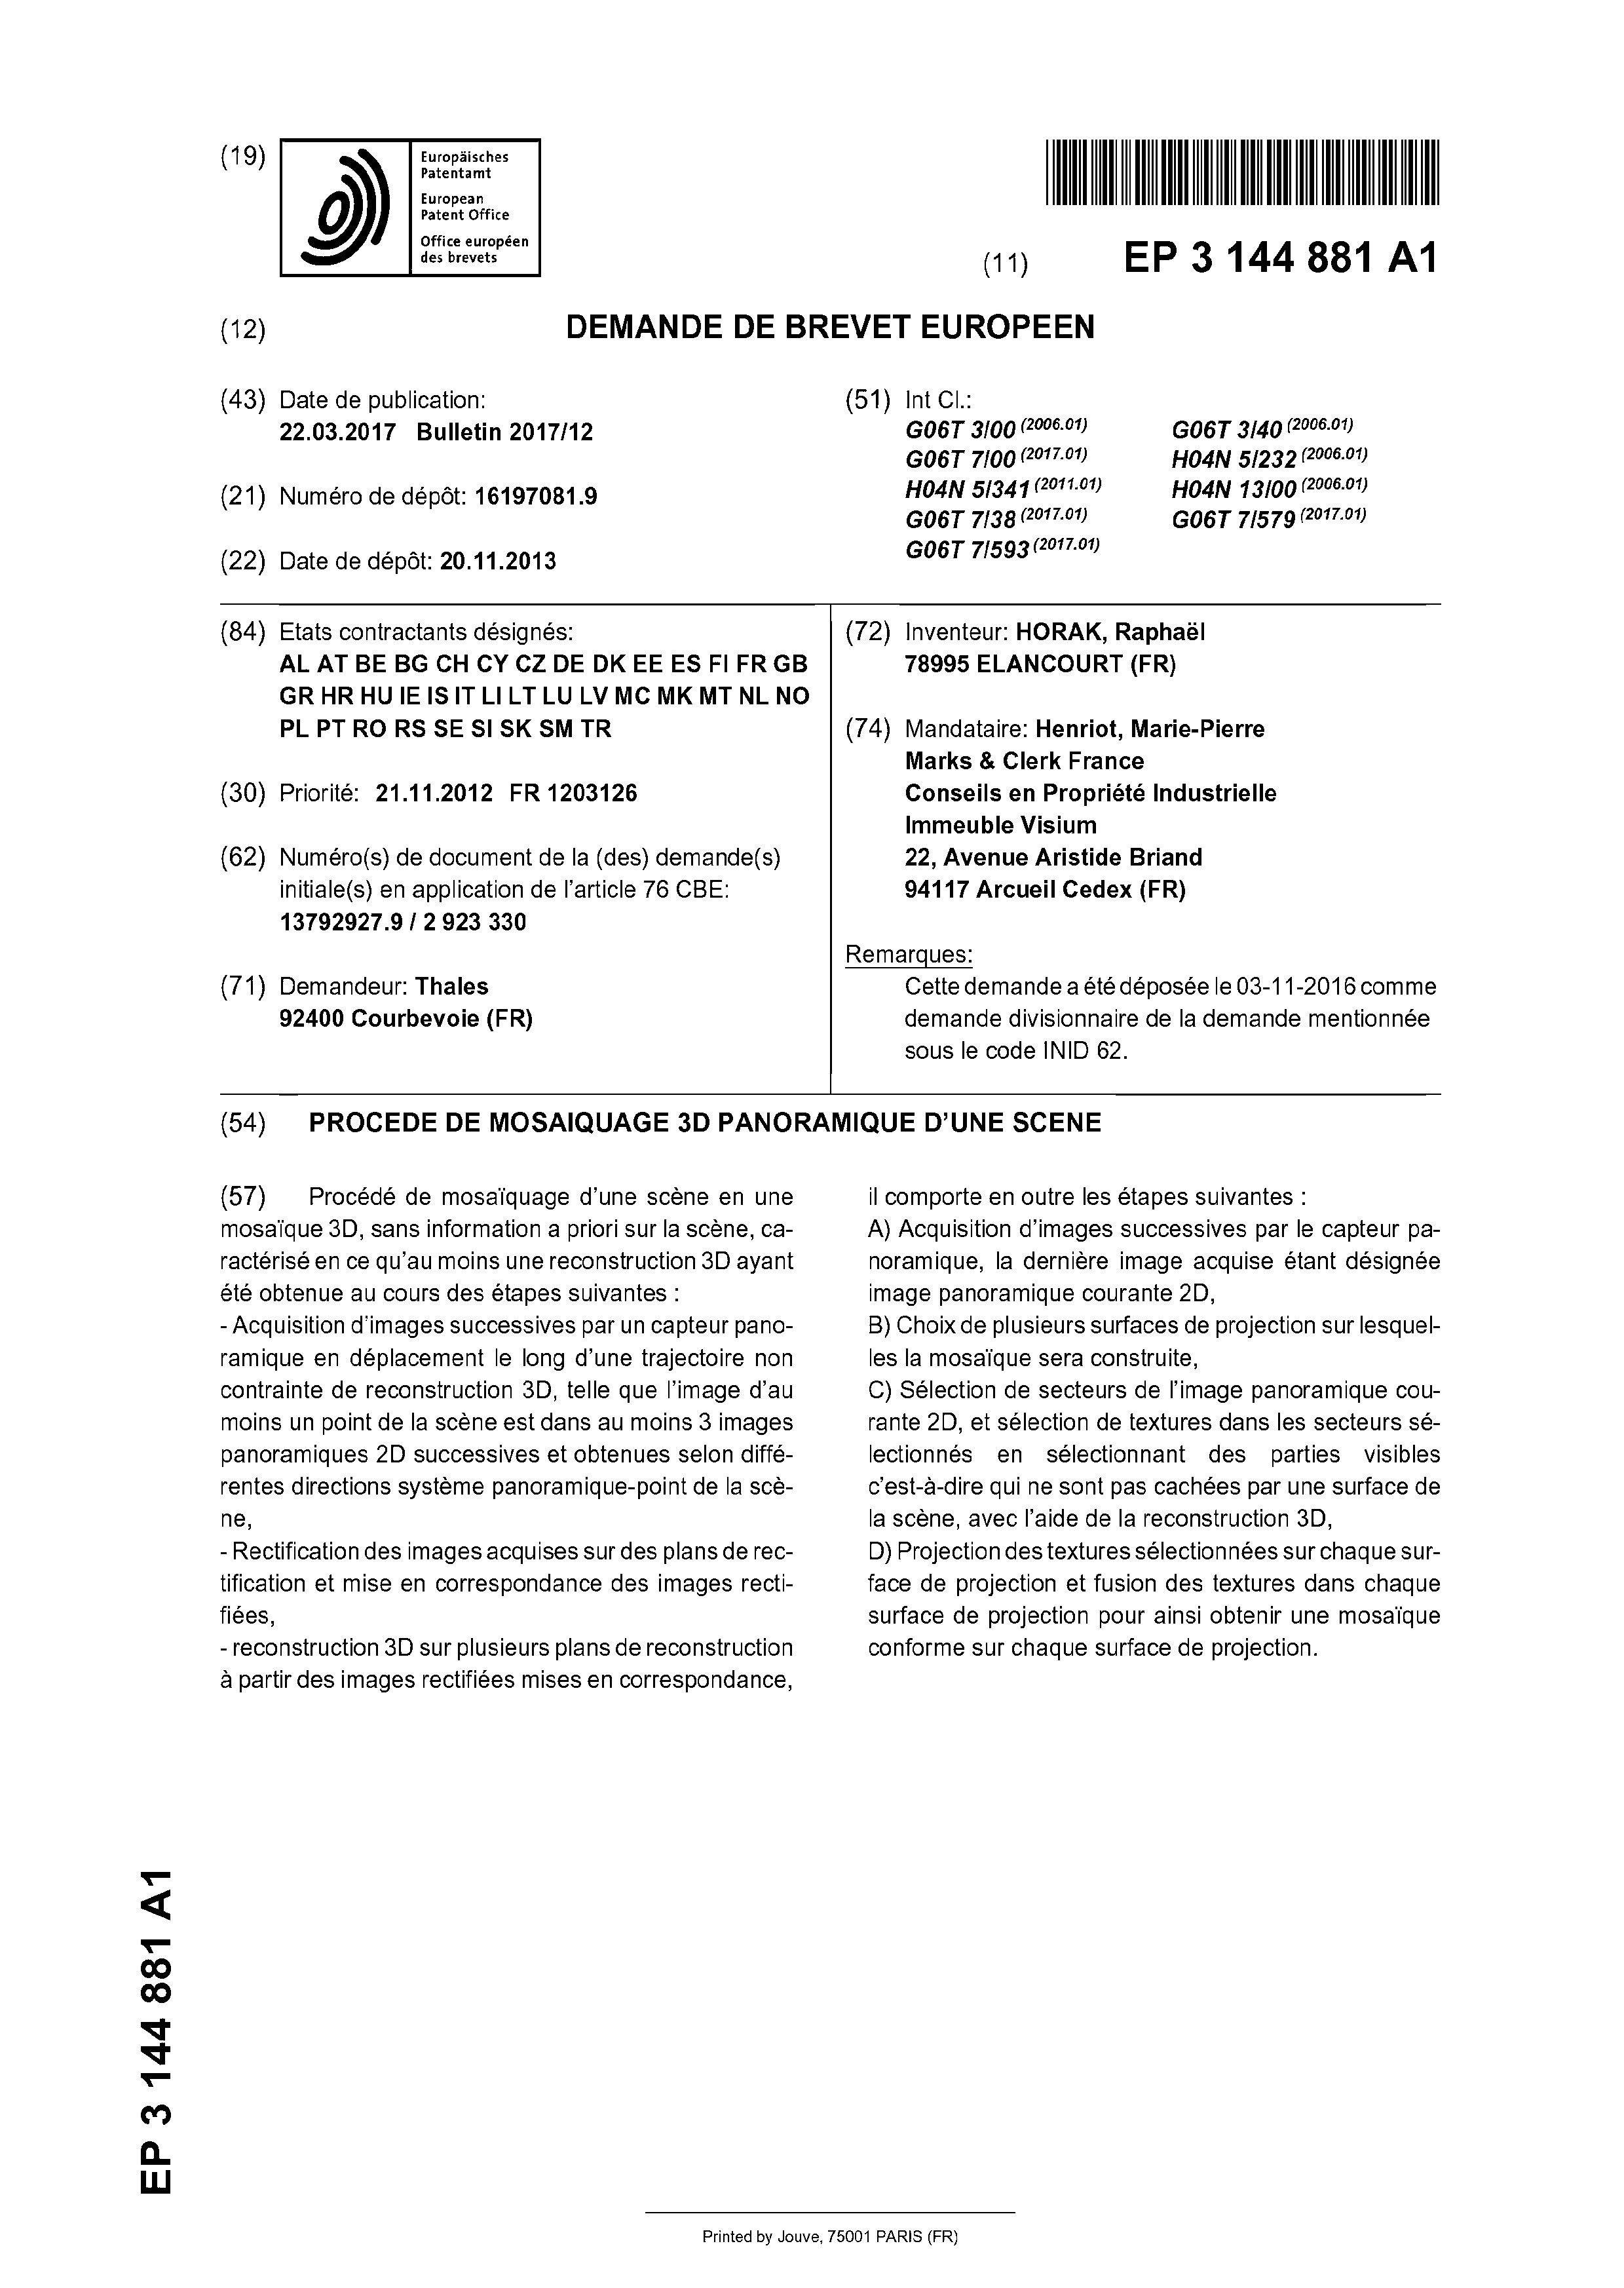 (19)
Europäisches
Patentamt
European
Patent Office
Office européen
des brevets
(11) EP 3 144 881 A1
(12) DEMANDE DE BREVET EUROPEEN
(43) Date de publication:
22.03.2017 Bulletin 2017/12
(21) Numéro de dépôt: 16197081.9
(22) Date de dépôt: 20.11.2013
(51) Int Cl.:
G06T 3/00 (2006.01) G06T 3/40 (2006.01)
G06T 7/00 (2017.01) H04N 5/232 (2006.01)
H04N 5/341 (2011.01) H04N 13/00 (2006.01)
G06T 7/38 (2017.01) G06T 7/579 (2017.01)
G06T 7/593 (2017.01)
(84) Etats contractants désignés:
AL AT BE BG CH CY CZ DE DK EE ES FI FR GB
GR HR HU IE IS IT LI LT LU LV MC MK MT NL NO
PL PT RO RS SE SI SK SM TR
(30) Priorité: 21.11.2012 FR 1203126
(62) Numéro(s) de document de la (des) demande(s)
initiale(s) en application de l'article 76 CBE:
13792927.9 / 2 923 330
(71) Demandeur: Thales
92400 Courbevoie (FR)
(72) Inventeur: HORAK, Raphaël
78995 ELANCOURT (FR)
(74) Mandataire: Henriot, Marie-Pierre
Marks & Clerk France
Conseils en Propriété Industrielle
Immeuble Visium
22, Avenue Aristide Briand
94117 Arcueil Cedex (FR)
Remarques:
Cette demande a été déposée le 03-11-2016 comme
demande divisionnaire de la demande mentionnée
sous le code INID 62.
(54) PROCEDE DE MOSAIQUAGE 3D PANORAMIQUE D'UNE SCENE
(57) Procédé de mosaïquage d'une scène en une
mosaïque 3D, sans information a priori sur la scène, ca-
ractérisé en ce qu'au moins une reconstruction 3D ayant
été obtenue au cours des étapes suivantes :
- Acquisition d'images successives par un capteur pano-
ramique en déplacement le long d'une trajectoire non
contrainte de reconstruction 3D, telle que l'image d'au
moins un point de la scène est dans au moins 3 images
panoramiques 2D successives et obtenues selon diffé-
rentes directions système panoramique-point de la scè-
ne,
- Rectification des images acquises sur des plans de rec-
tification et mise en correspondance des images recti-
fiées,
- reconstruction 3D sur plusieurs plans de reconstruction
à partir des images rectifiées mises en correspondance,
il comporte en outre les étapes suivantes :
A) Acquisition d'images successives par le capteur pa-
noramique, la dernière image acquise étant désignée
image panoramique courante 2D,
B) Choix de plusieurs surfaces de projection sur lesquel-
les la mosaïque sera construite,
C) Sélection de secteurs de l'image panoramique cou-
rante 2D, et sélection de textures dans les secteurs sé-
lectionnés en sélectionnant des parties visibles
c'est-à-dire qui ne sont pas cachées par une surface de
la scène, avec l'aide de la reconstruction 3D,
D) Projection des textures sélectionnées sur chaque sur-
face de projection et fusion des textures dans chaque
surface de projection pour ainsi obtenir une mosaïque
conforme sur chaque surface de projection.
EP 3 144 881 A1
Printed by Jouve, 75001 PARIS (FR)